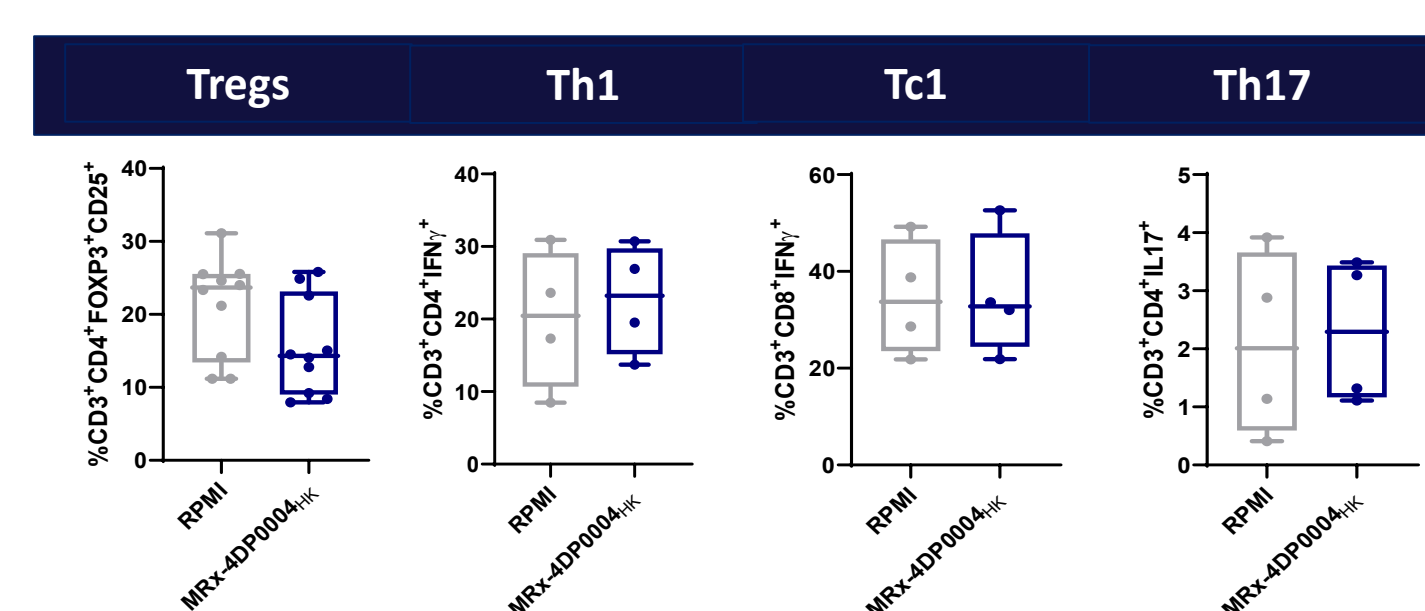 Tregs
Th1
Tc1
Th17
%CD3⁺CD4⁺FOXP3⁺CD25⁺
40
30
20
10
0
RPMI
MRx-4DP0004HK
%CD3⁺CD4⁺IFNγ⁺
40
30
20
10
0
RPMI
MRx-4DP0004HK
%CD3⁺CD8⁺IFNγ⁺
60
40
20
0
RPMI
MRx-4DP0004HK
%CD3⁺CD4⁺IL17⁺
5
4
3
2
1
0
RPMI
MRx-4DP0004HK